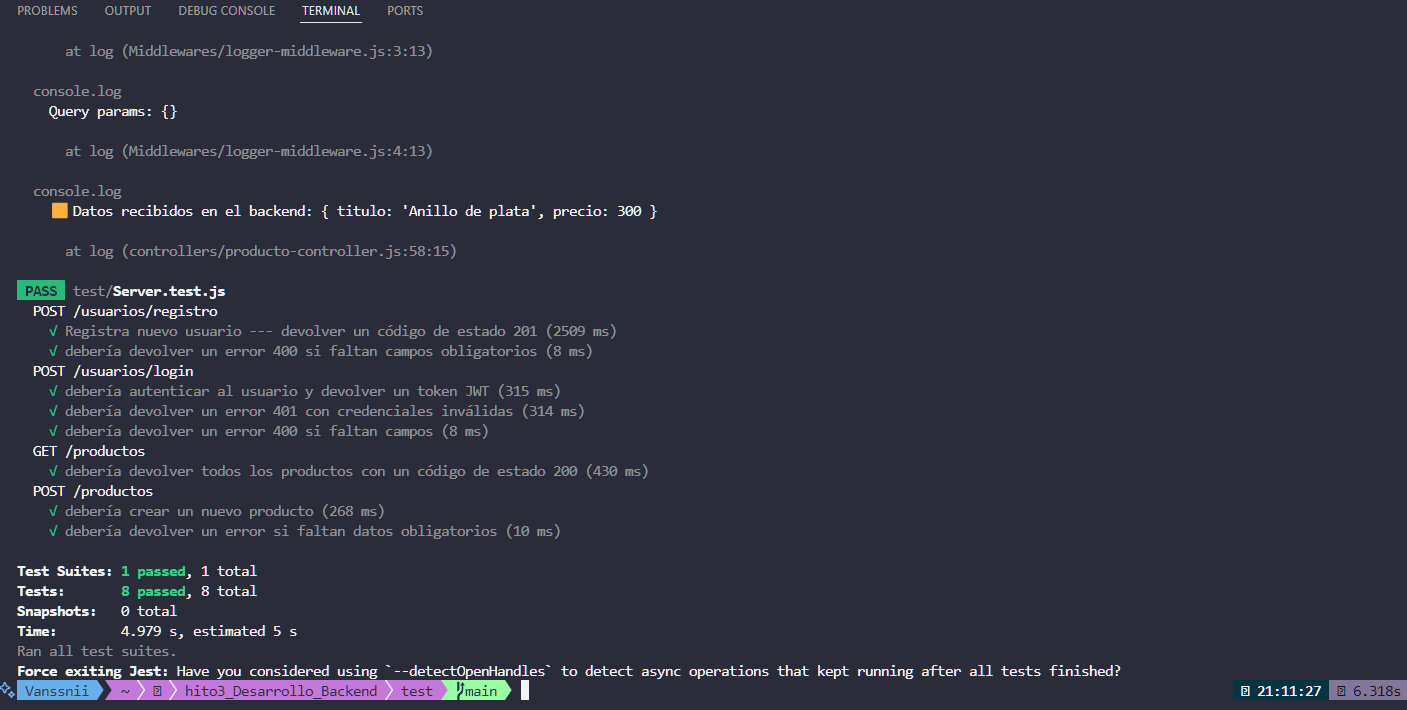 PROBLEMS OUTPUT DEBUG CONSOLE TERMINAL PORTS
at log (Middlewares/logger-middleware.js:3:13)
console.log
Query params: {}
at log (Middlewares/logger-middleware.js:4:13)
console.log
🟧 Datos recibidos en el backend: { titulo: 'Anillo de plata', precio: 300 }
at log (controllers/producto-controller.js:58:15)
PASS test/Server.test.js
POST /usuarios/registro
√ Registra nuevo usuario --- devolver un código de estado 201 (2509 ms)
√ debería devolver un error 400 si faltan campos obligatorios (8 ms)
POST /usuarios/login
√ debería autenticar al usuario y devolver un token JWT (315 ms)
√ debería devolver un error 401 con credenciales inválidas (314 ms)
√ debería devolver un error 400 si faltan campos (8 ms)
GET /productos
√ debería devolver todos los productos con un código de estado 200 (430 ms)
POST /productos
√ debería crear un nuevo producto (268 ms)
√ debería devolver un error si faltan datos obligatorios (10 ms)
Test Suites: 1 passed, 1 total
Tests: 8 passed, 8 total
Snapshots: 0 total
Time: 4.979 s, estimated 5 s
Ran all test suites.
Force exiting Jest: Have you considered using `--detectOpenHandles` to detect async operations that kept running after all tests finished?
Vanssnii ~ hito3_Desarrollo_Backend test main 21:11:27 6.318s